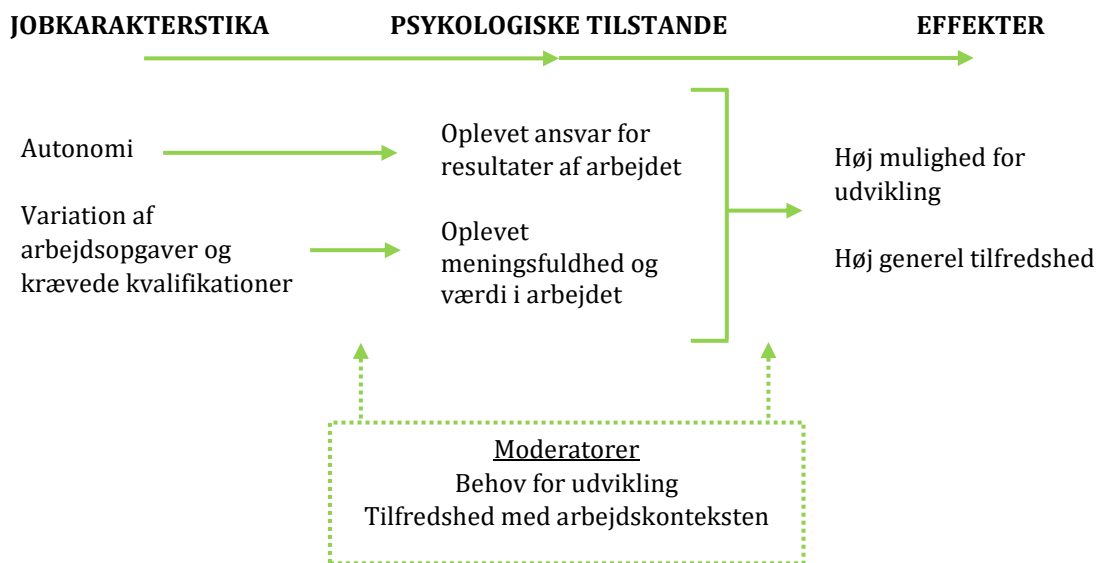 JOBKARAKTERSTIKA
PSYKOLOGISKE TILSTANDE
EFFEKTER
Autonomi
Oplevet ansvar for
resultater af arbejdet
Variation af
arbejdsopgaver og
krævede kvalifikationer
Oplevet
meningsfuldhed og
værdi i arbejdet
Høj mulighed for
udvikling
Høj generel tilfredshed
Moderatorer
Behov for udvikling
Tilfredshed med arbejdskonteksten